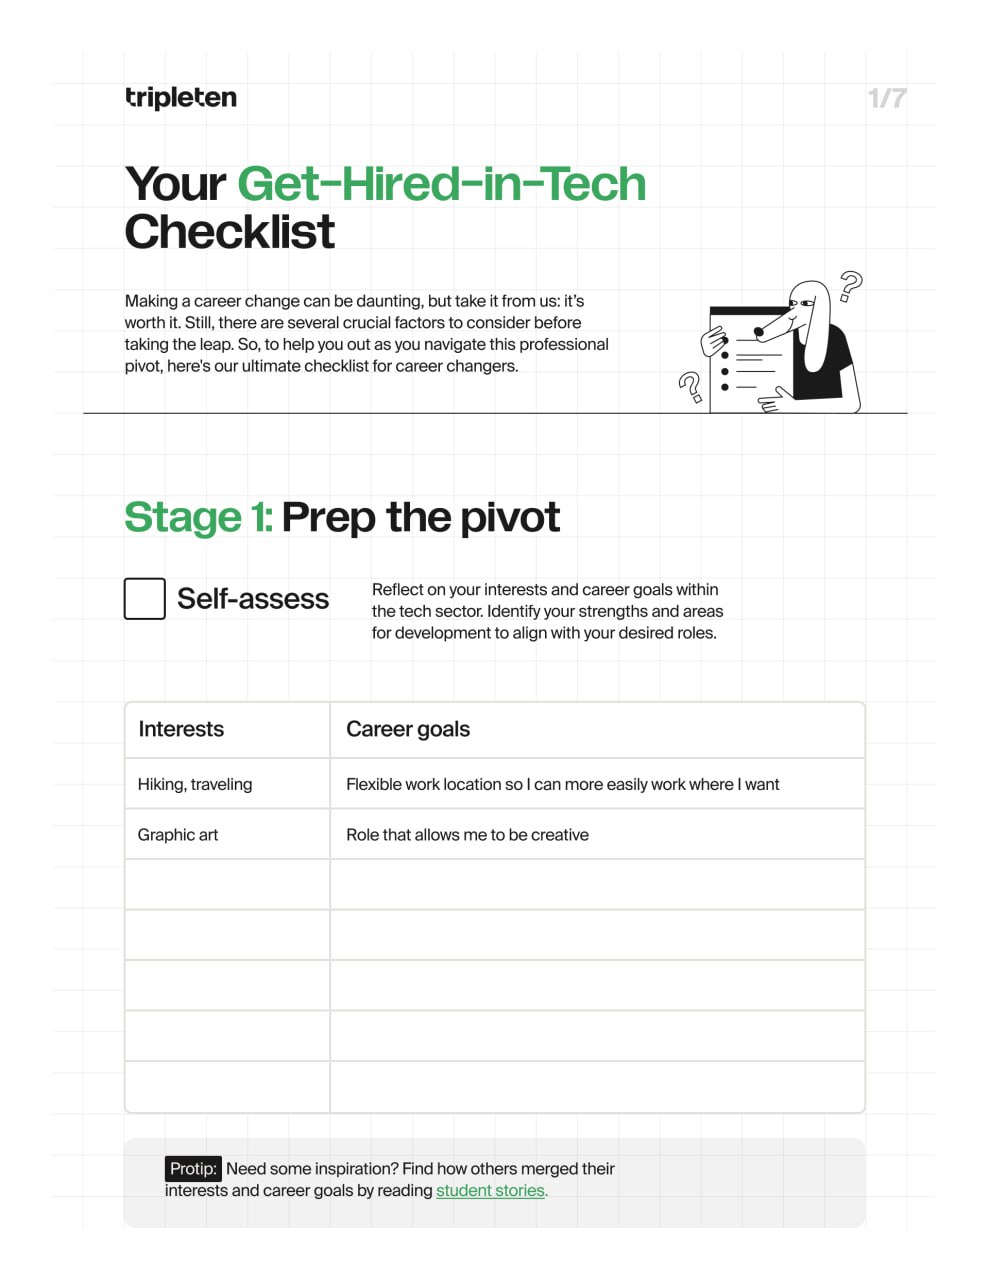 tripleten
1/7
Your Get-Hired-in-Tech
Checklist
Making a career change can be daunting, but take it from us: it's
worth it. Still, there are several crucial factors to consider before
taking the leap. So, to help you out as you navigate this professional
pivot, here's our ultimate checklist for career changers.
?
?
Stage 1: Prep the pivot
Self-assess
Reflect on your interests and career goals within
the tech sector. Identify your strengths and areas
for development to align with your desired roles.
Interests
Career goals
Hiking, traveling
Flexible work location so I can more easily work where I want
Graphic art
Role that allows me to be creative
Protip: Need some inspiration? Find how others merged their
interests and career goals by reading student stories.